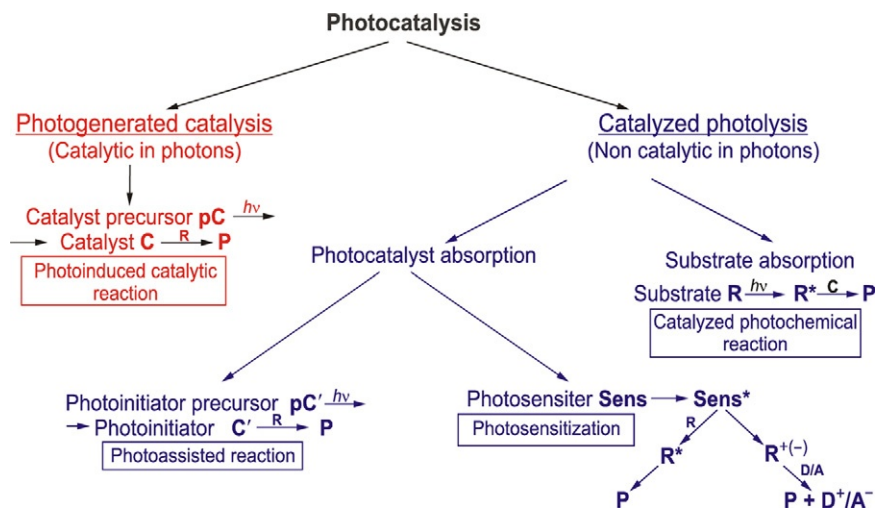 Photocatalysis
Photogenerated catalysis
(Catalytic in photons)
Catalyzed photolysis
(Non catalytic in photons)
Catalyst precursor pC hν
Catalyst C R P
Photoinduced catalytic
reaction
Photocatalyst absorption
Substrate absorption
Substrate R hν R* C P
Catalyzed photochemical
reaction
Photoinitiator precursor pC′ hν
Photoinitiator C′ R P
Photoassisted reaction
Photosensiter Sens Sens*
Photosensitization
R
R*
R⁺⁽⁻⁾
D/A
P
P + D⁺/A⁻